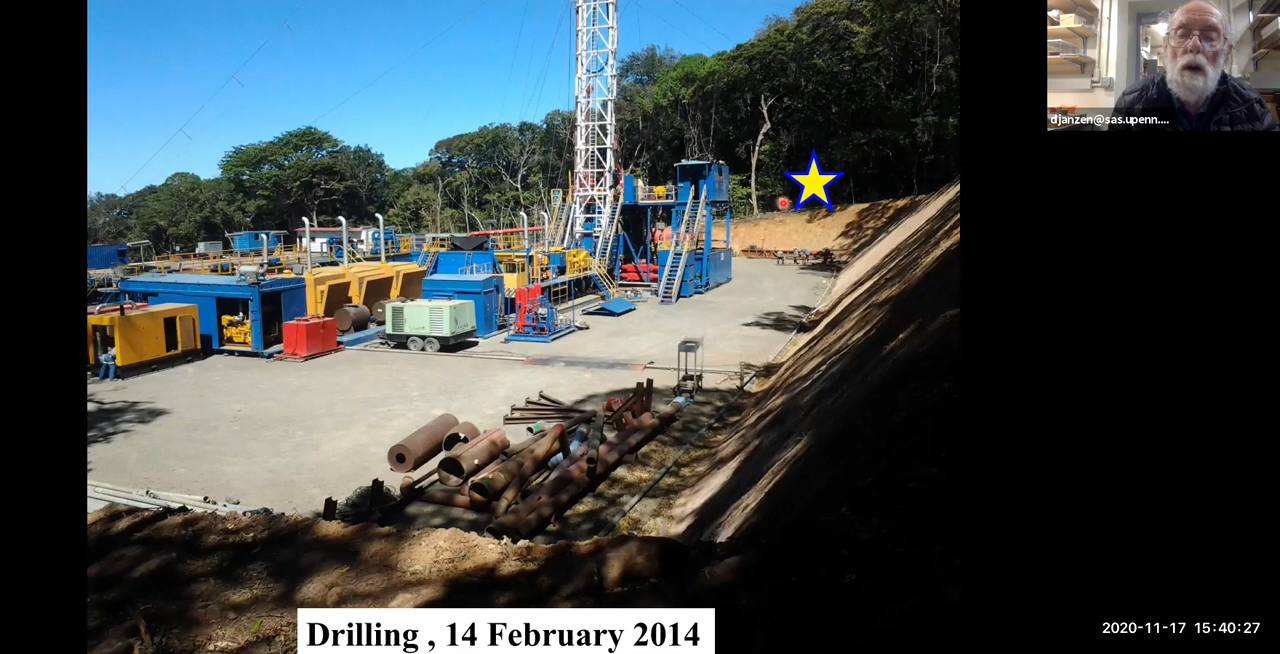 djanzen@sas.upenn....
Drilling , 14 February 2014
2020-11-17 15:40:27